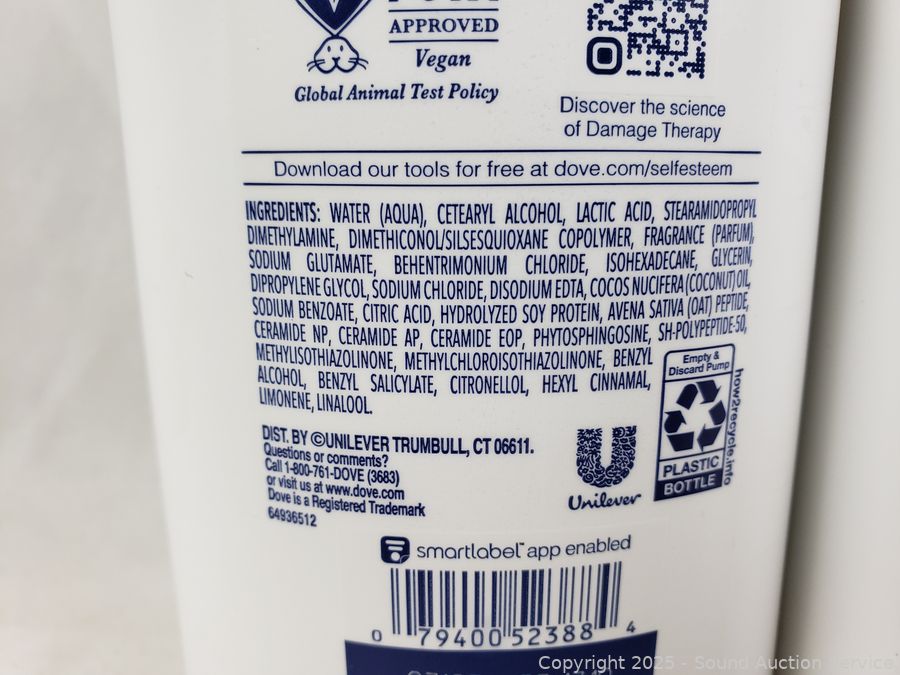 APPROVED
Vegan
Global Animal Test Policy
Discover the science
of Damage Therapy
Download our tools for free at dove.com/selfesteem
INGREDIENTS: WATER (AQUA), CETEARYL ALCOHOL, LACTIC ACID, STEARAMIDOPROPYL
DIMETHYLAMINE, DIMETHICONOL/SILSESQUIOXANE COPOLYMER, FRAGRANCE (PARFUM),
SODIUM GLUTAMATE, BEHENTRIMONIUM CHLORIDE, ISOHEXADECANE, GLYCERIN,
DIPROPYLENE GLYCOL, SODIUM CHLORIDE, DISODIUM EDTA, COCOS NUCIFERA (COCONUT) OIL,
SODIUM BENZOATE, CITRIC ACID, HYDROLYZED SOY PROTEIN, AVENA SATIVA (OAT) PEPTIDE,
CERAMIDE NP, CERAMIDE AP, CERAMIDE EOP, PHYTOSPHINGOSINE, SH-POLYPEPTIDE-50,
METHYLISOTHIAZOLINONE, METHYLCHLOROISOTHIAZOLINONE, BENZYL
ALCOHOL, BENZYL SALICYLATE, CITRONELLOL, HEXYL CINNAMAL,
LIMONENE, LINALOOL.
Empty &
Discard Pump
PLASTIC
BOTTLE
how2recycle.info
DIST. BY ©UNILEVER TRUMBULL, CT 06611.
Questions or comments?
Call 1-800-761-DOVE (3683)
or visit us at www.dove.com
Dove is a Registered Trademark
64936512
Unilever
smartlabel™ app enabled
0 79400 52388 4
Copyright 2025 - Sound Auction Service